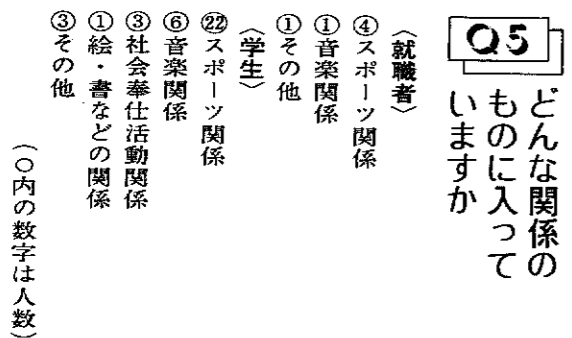 Q5
どんな関係の
ものに入って
いますか
〈就職者〉
④スポーツ関係
①音楽関係
①その他
〈学生〉
㉒スポーツ関係
⑥音楽関係
③社会奉仕活動関係
①絵・書などの関係
③その他
(○内の数字は人数)